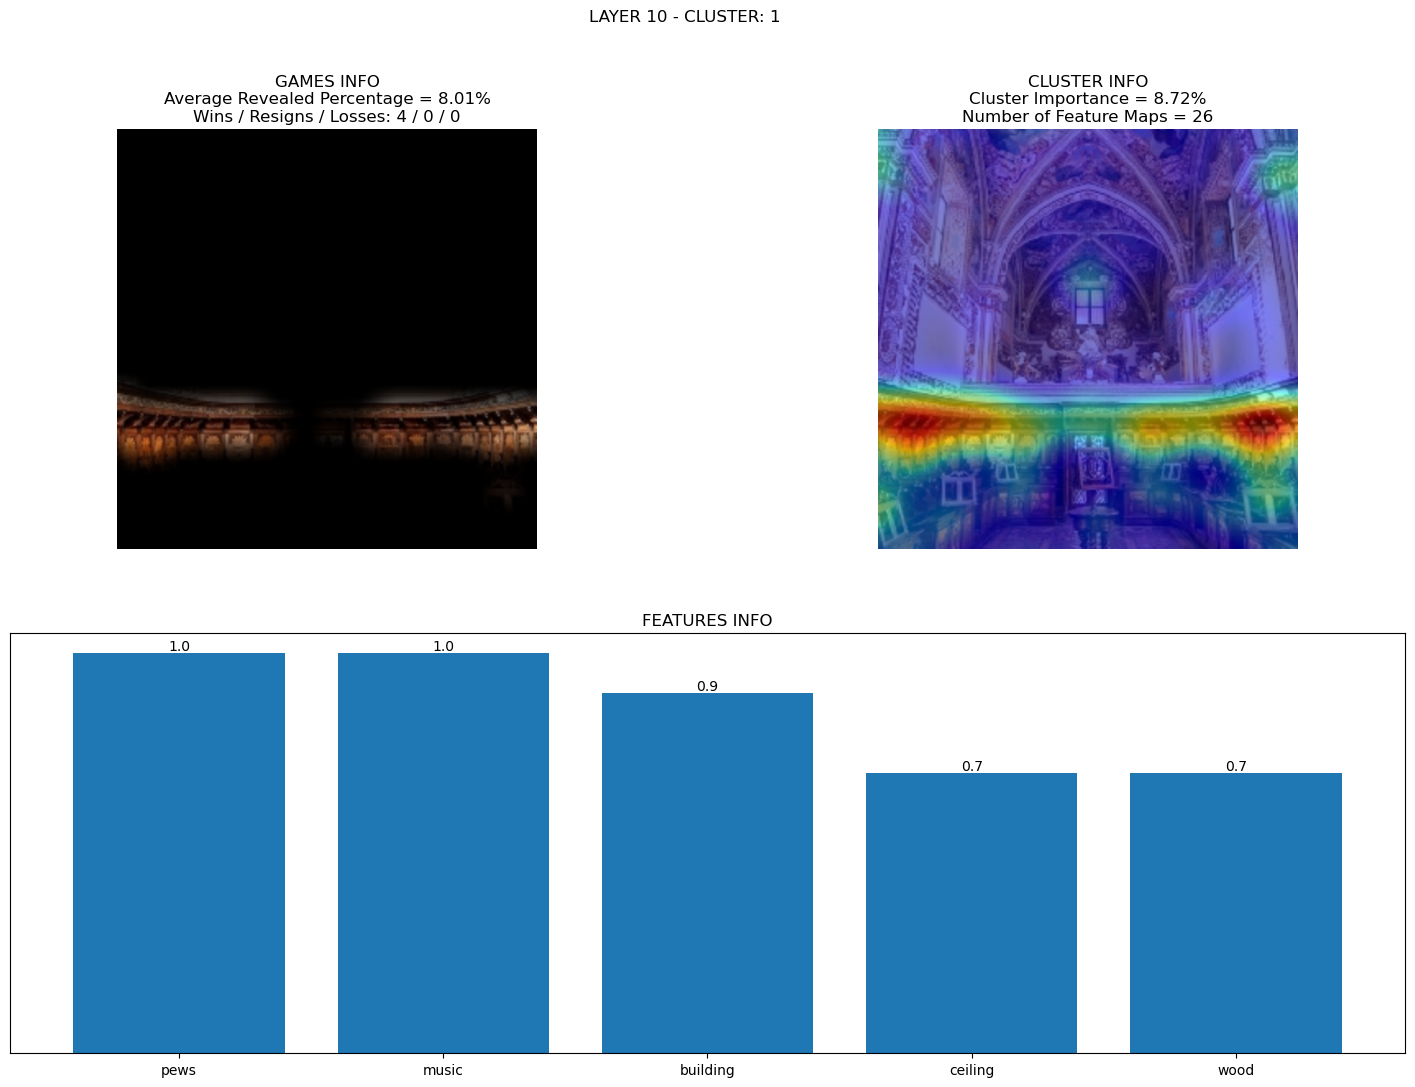 LAYER 10 - CLUSTER: 1
GAMES INFO
Average Revealed Percentage = 8.01%
Wins / Resigns / Losses: 4 / 0 / 0
CLUSTER INFO
Cluster Importance = 8.72%
Number of Feature Maps = 26
FEATURES INFO
1.0
1.0
0.9
0.7
0.7
pews
music
building
ceiling
wood